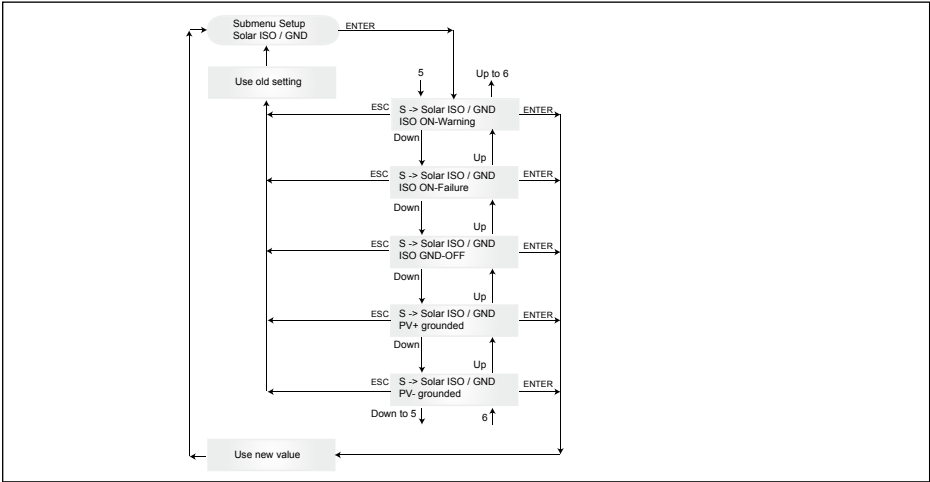 Submenu Setup
Solar ISO / GND
ENTER
Use old setting
5
Up to 6
ESC
S -> Solar ISO / GND
ISO ON-Warning
ENTER
Down
Up
ESC
S -> Solar ISO / GND
ISO ON-Failure
ENTER
Down
Up
ESC
S -> Solar ISO / GND
ISO GND-OFF
ENTER
Down
Up
ESC
S -> Solar ISO / GND
PV+ grounded
ENTER
Down
Up
ESC
S -> Solar ISO / GND
PV- grounded
ENTER
Down to 5
6
Use new value